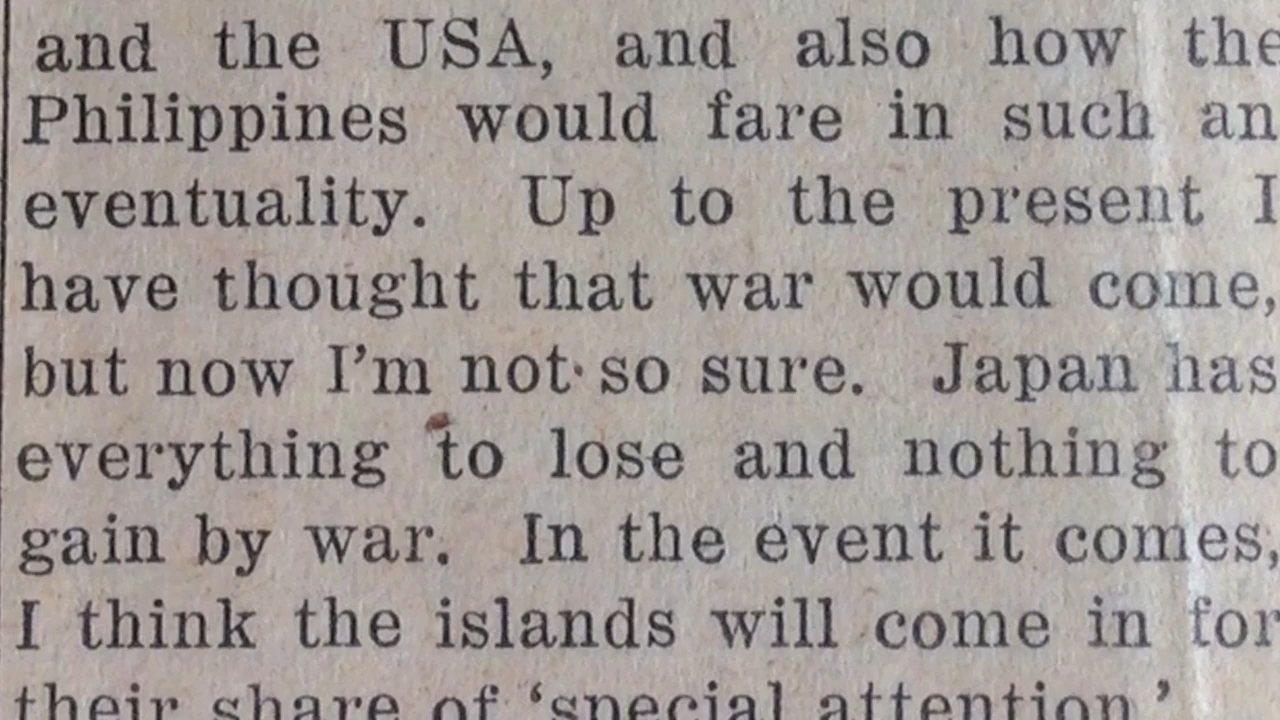 and the USA, and also how the
Philippines would fare in such an
eventuality. Up to the present I
have thought that war would come,
but now I'm not so sure. Japan has
everything to lose and nothing to
gain by war. In the event it comes,
I think the islands will come in for
their share of ‘special attention.’